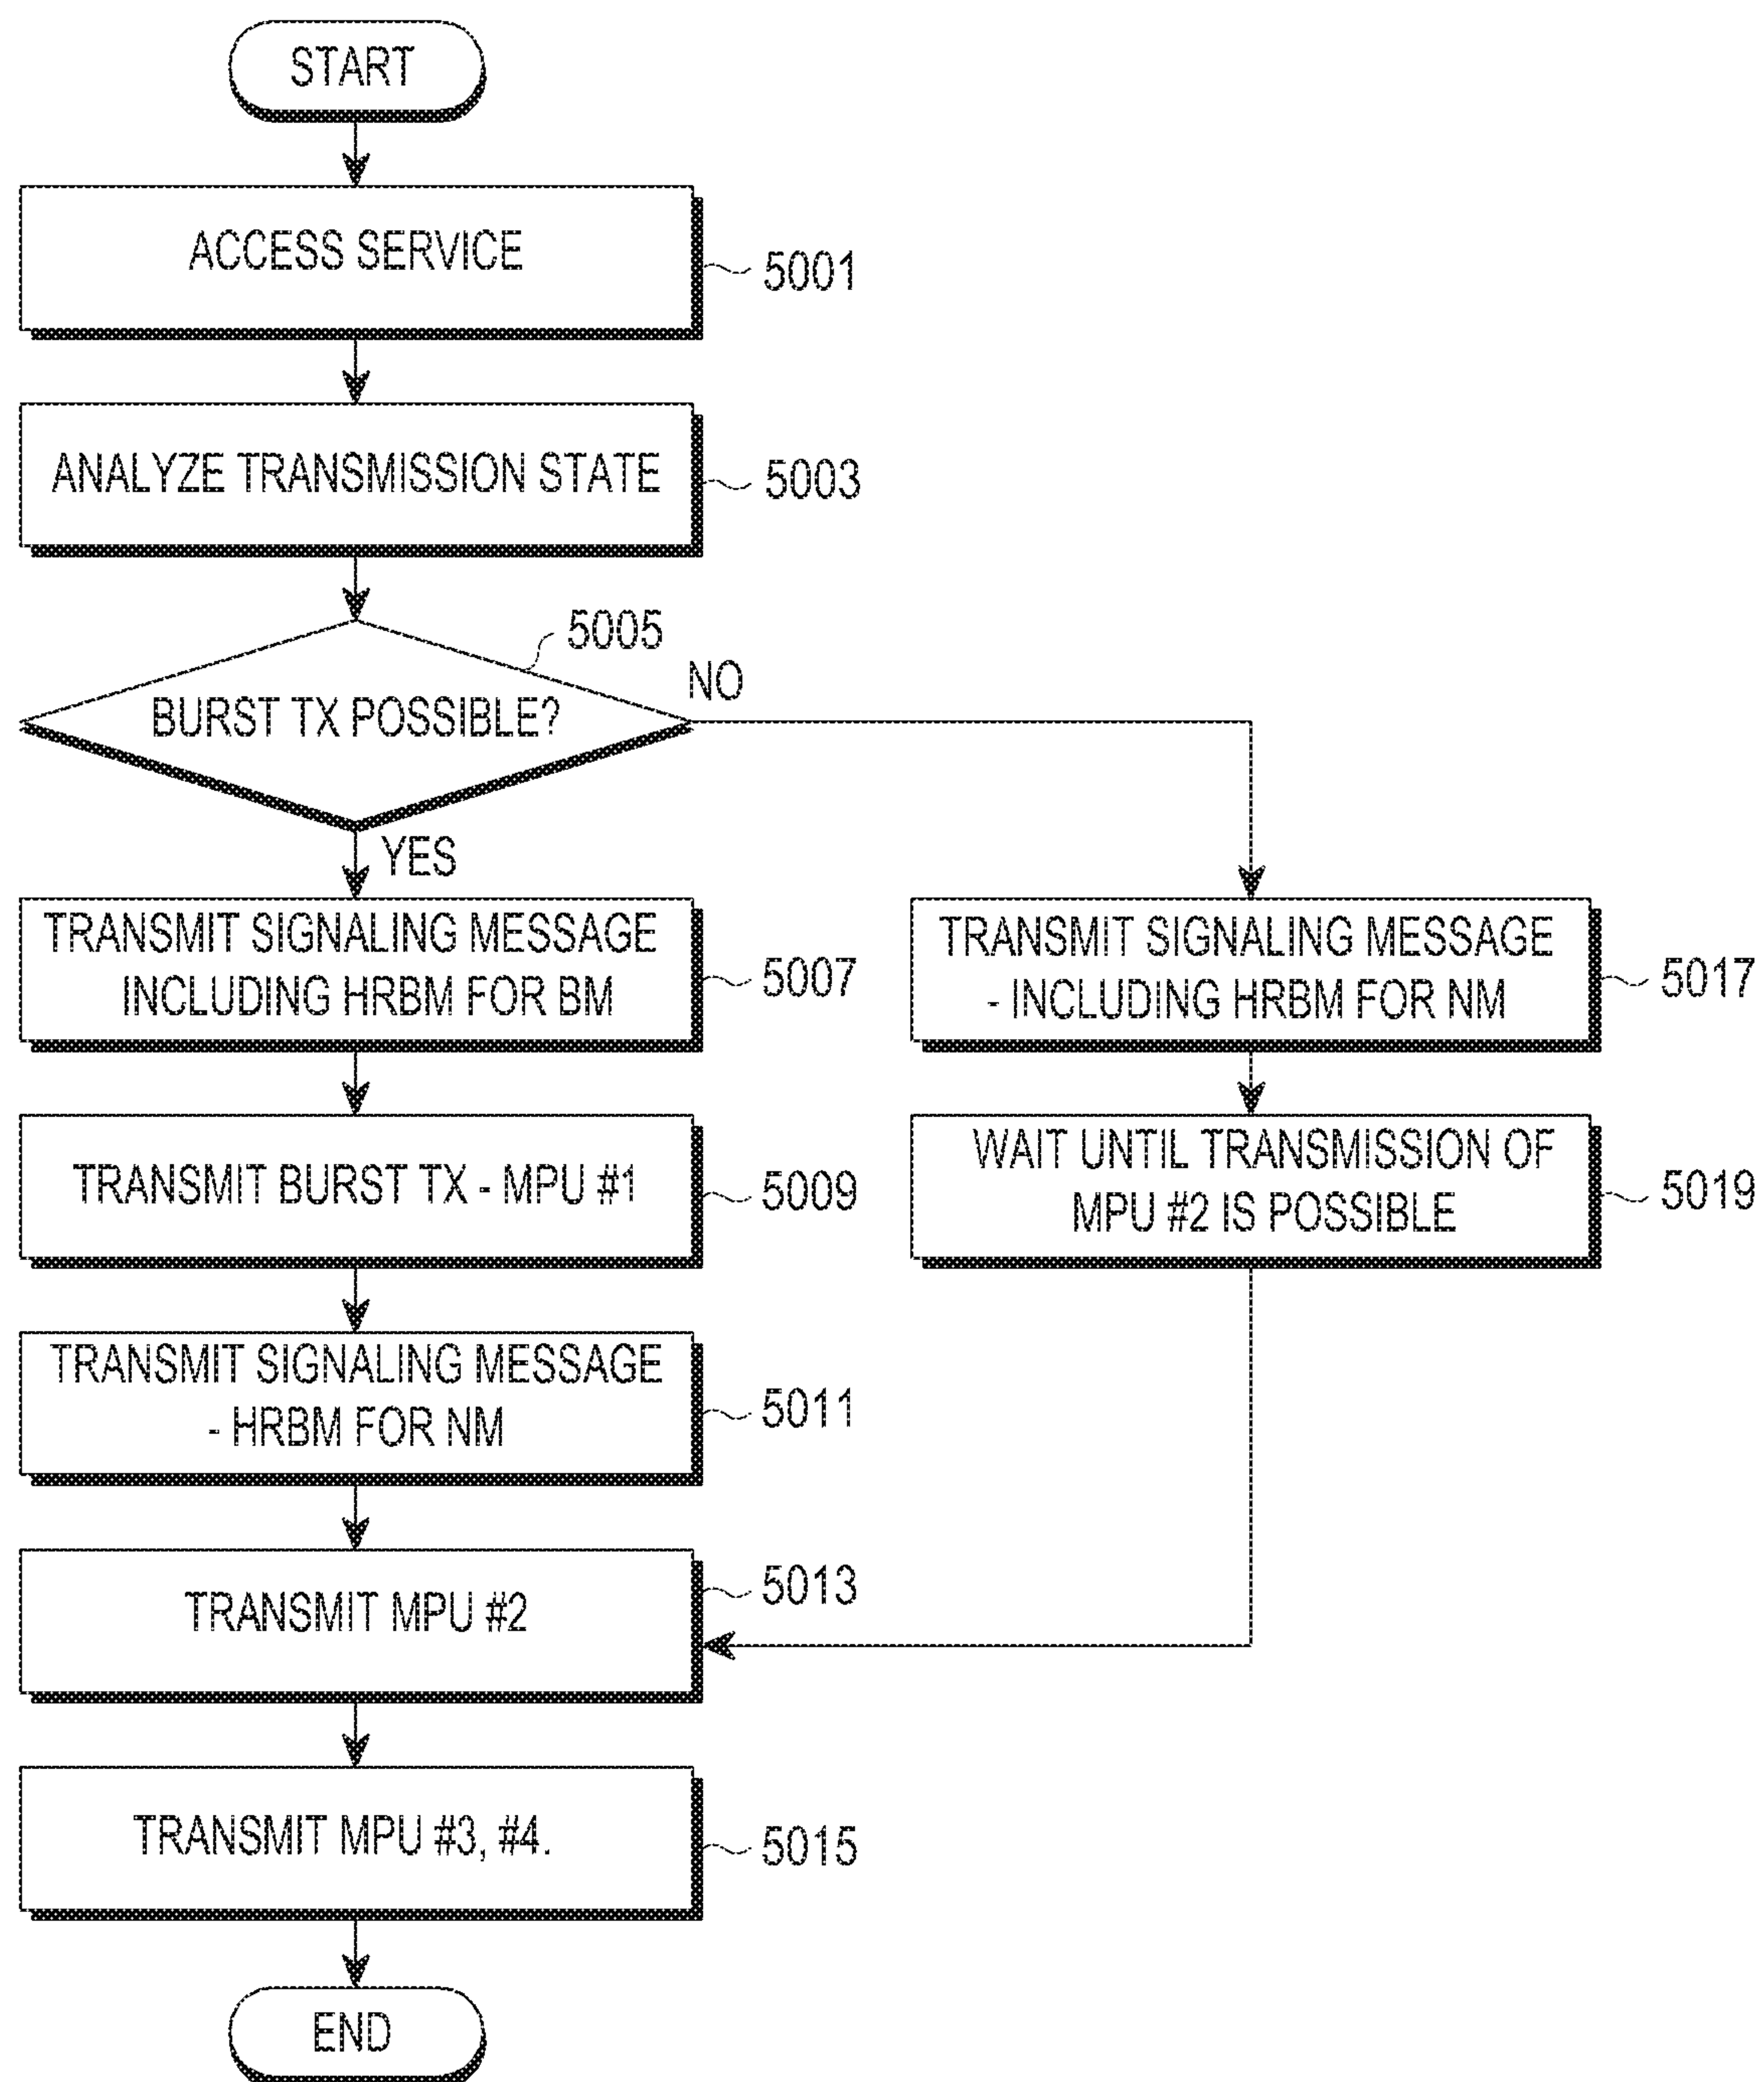 START
ACCESS SERVICE
5001
ANALYZE TRANSMISSION STATE
5003
5005
BURST TX POSSIBLE?
NO
YES
TRANSMIT SIGNALING MESSAGE
INCLUDING HRBM FOR BM
5007
TRANSMIT SIGNALING MESSAGE
- INCLUDING HRBM FOR NM
5017
TRANSMIT BURST TX - MPU #1
5009
WAIT UNTIL TRANSMISSION OF
MPU #2 IS POSSIBLE
5019
TRANSMIT SIGNALING MESSAGE
- HRBM FOR NM
5011
TRANSMIT MPU #2
5013
TRANSMIT MPU #3, #4.
5015
END